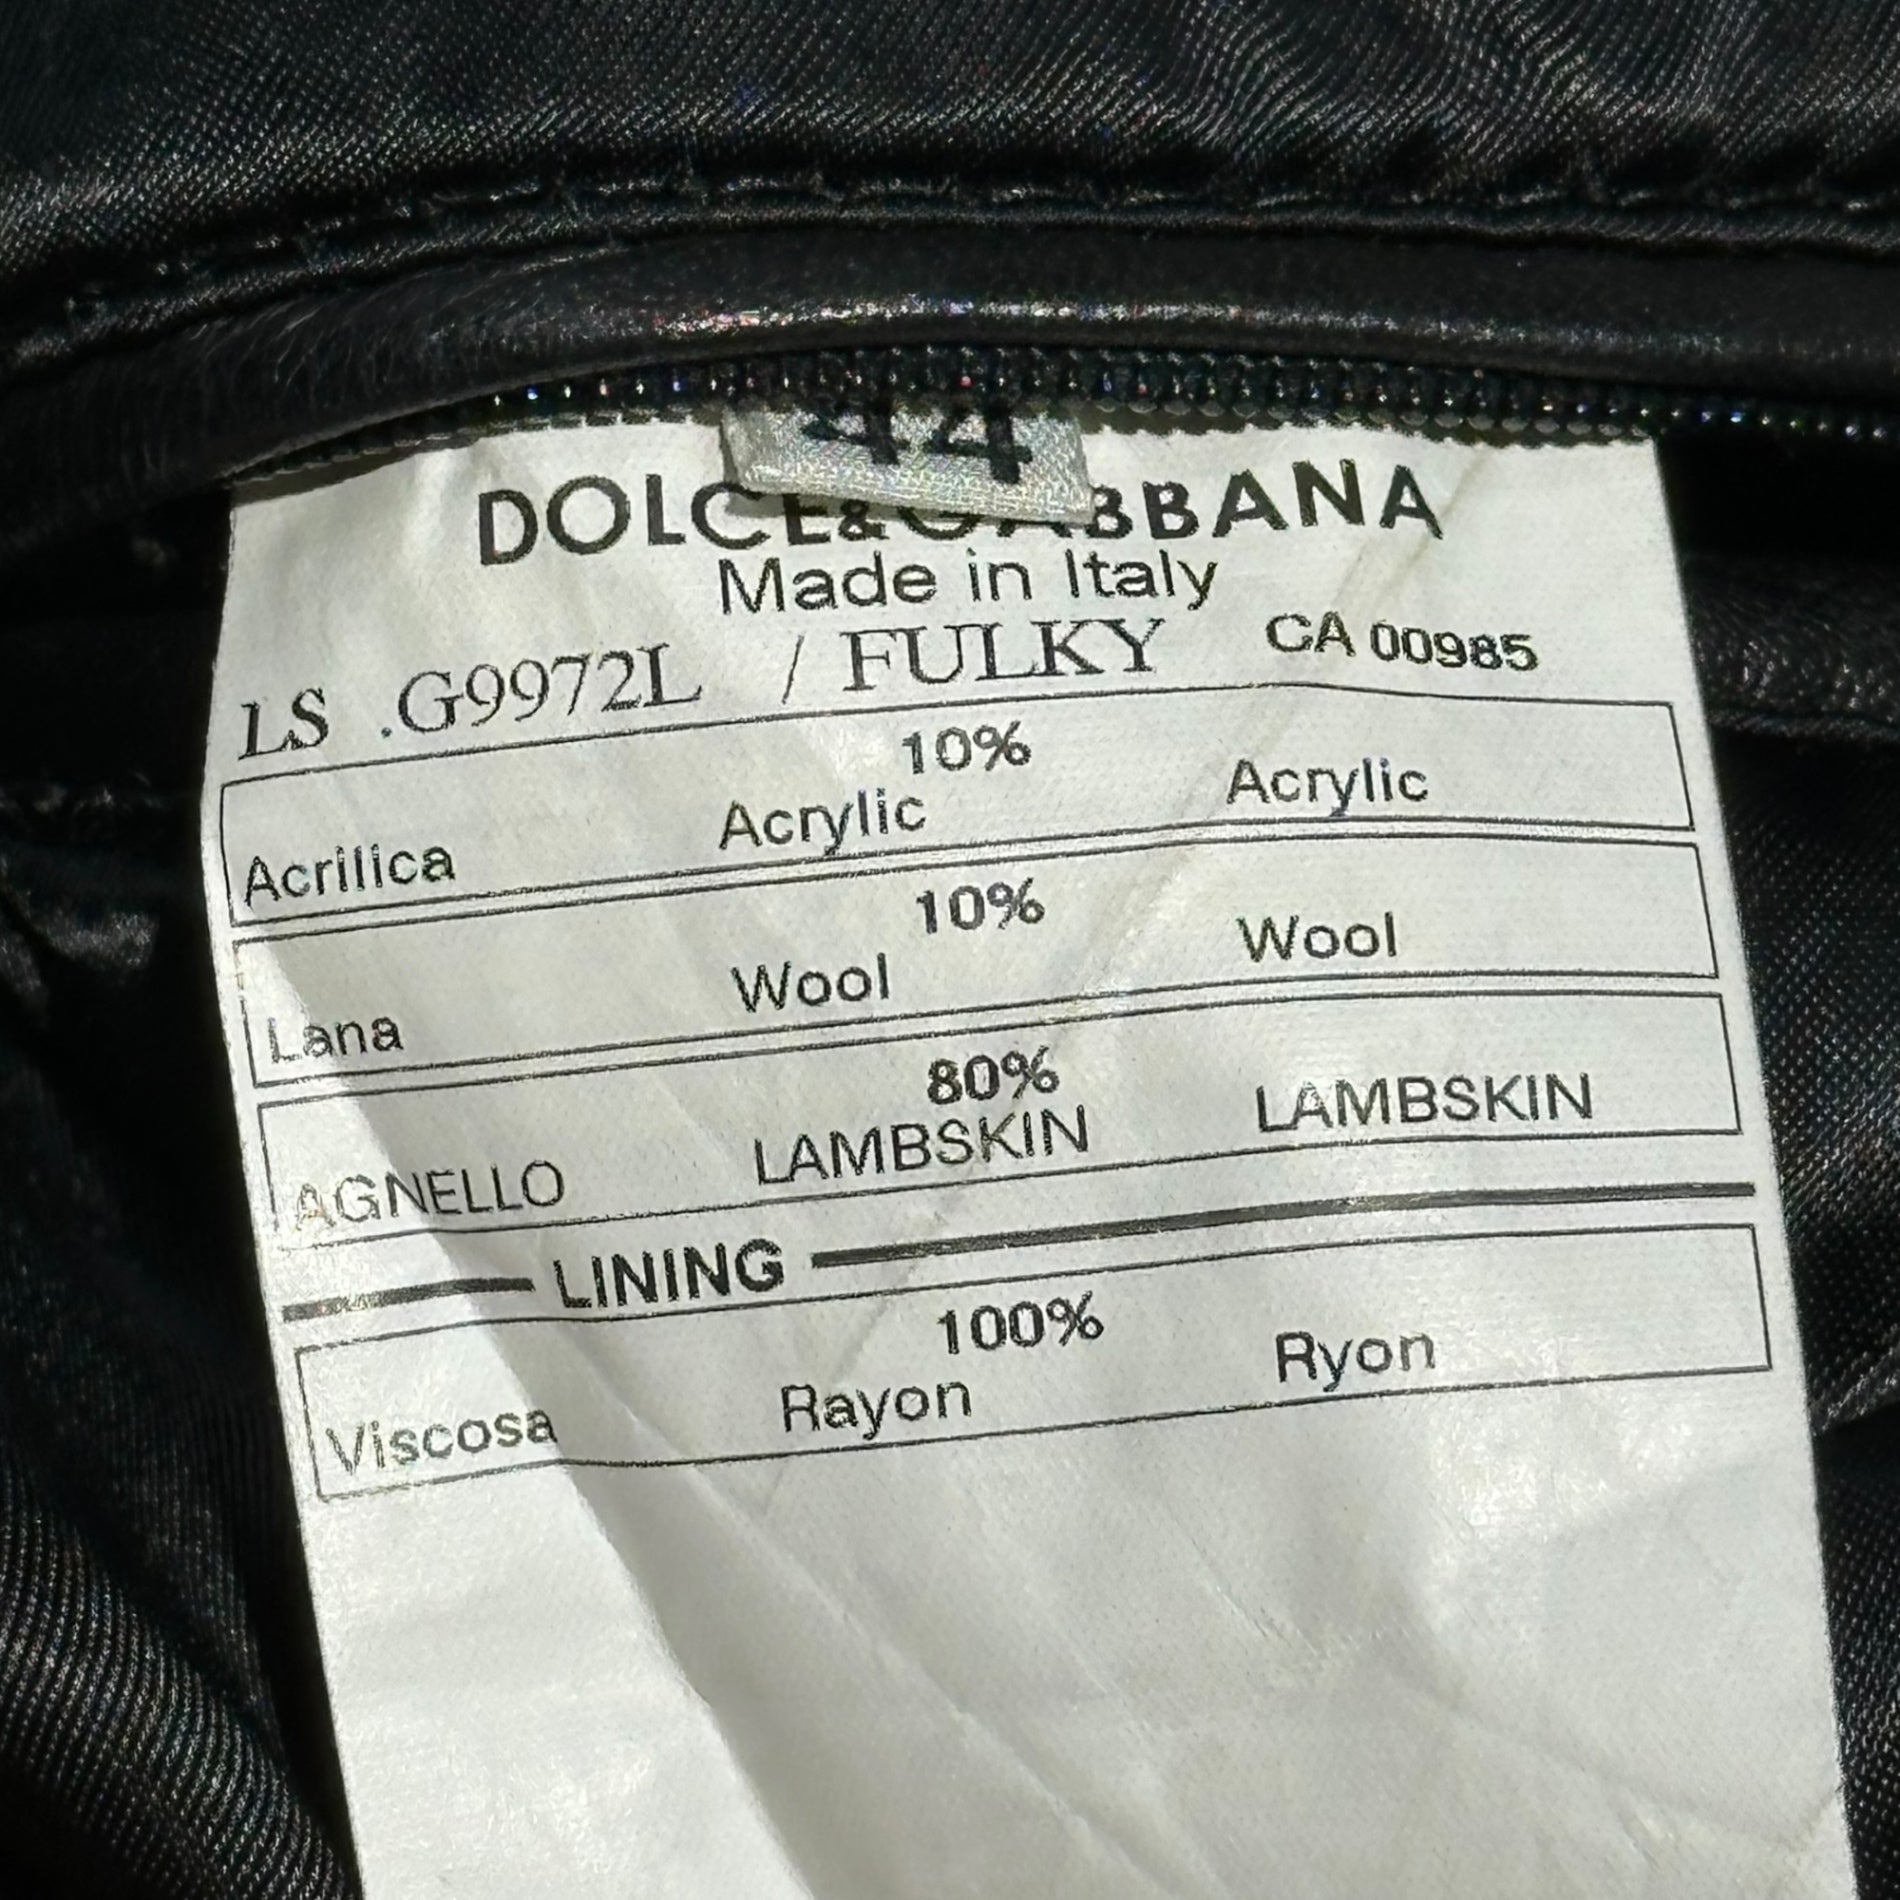 44
DOLCE&GABBANA
Made in Italy
LS .G9972L / FULKY CA 00985
10%
Acrilica Acrylic Acrylic
10%
Lana Wool Wool
80%
AGNELLO LAMBSKIN LAMBSKIN
LINING
100%
Viscosa Rayon Ryon